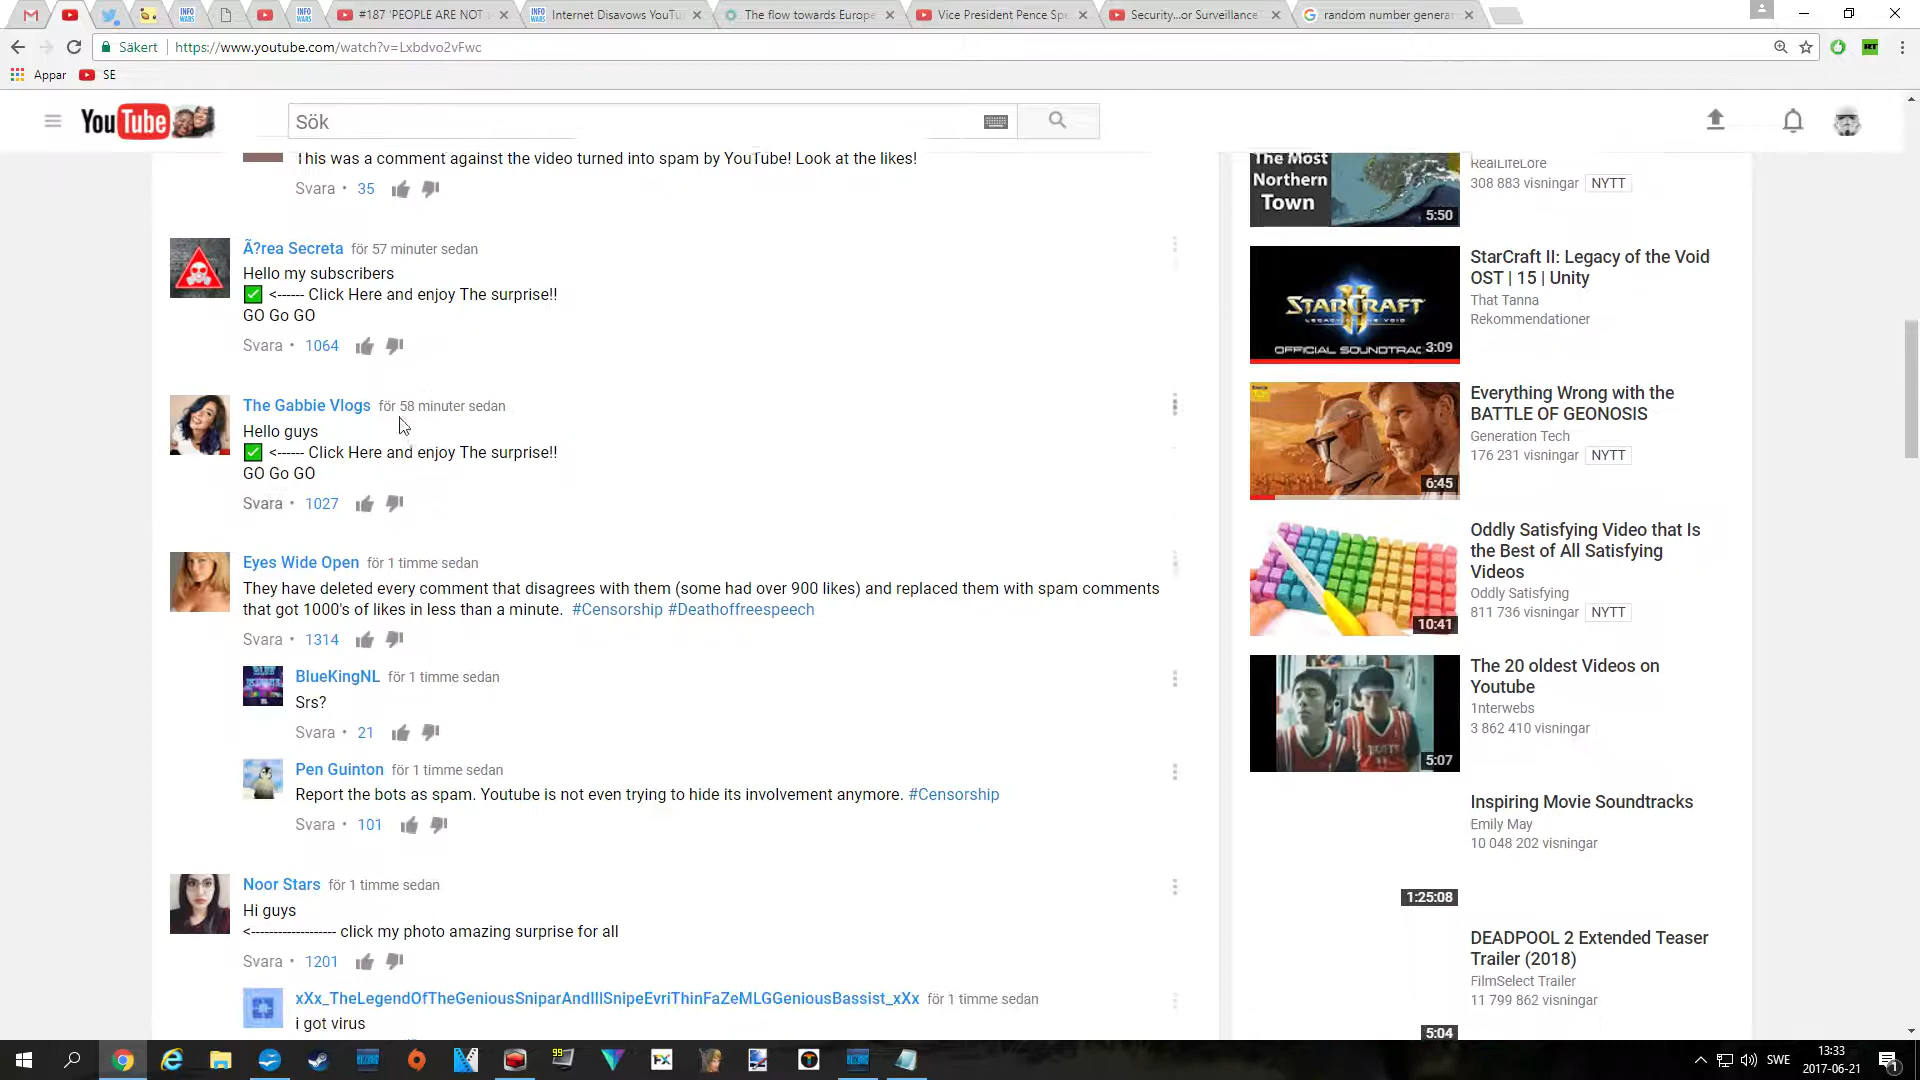 #187 'PEOPLE ARE NOT
Internet Disavows YouTu
The flow towards Europe
Vice President Pence Spe
Security...or Surveillance
random number genera
Säkert
https://www.youtube.com/watch?v=Lxbdvo2vFwc
Appar
SE
YouTube
Sök
This was a comment against the video turned into spam by YouTube! Look at the likes!
Svara • 35
Ã?rea Secreta för 57 minuter sedan
Hello my subscribers
✅ <------ Click Here and enjoy The surprise!!
GO Go GO
Svara • 1064
The Gabbie Vlogs för 58 minuter sedan
Hello guys
✅ <------ Click Here and enjoy The surprise!!
GO Go GO
Svara • 1027
Eyes Wide Open för 1 timme sedan
They have deleted every comment that disagrees with them (some had over 900 likes) and replaced them with spam comments
that got 1000's of likes in less than a minute. #Censorship #Deathoffreespeech
Svara • 1314
BlueKingNL för 1 timme sedan
Srs?
Svara • 21
Pen Guinton för 1 timme sedan
Report the bots as spam. Youtube is not even trying to hide its involvement anymore. #Censorship
Svara • 101
Noor Stars för 1 timme sedan
Hi guys
<------------------- click my photo amazing surprise for all
Svara • 1201
xXx_TheLegendOfTheGeniousSniparAndIllSnipeEvriThinFaZeMLGGeniousBassist_xXx för 1 timme sedan
i got virus
The Most
Northern
Town
5:50
RealLifeLore
308 883 visningar NYTT
STARCRAFT
LEGACY OF THE VOID
OFFICIAL SOUNDTRAC
3:09
StarCraft II: Legacy of the Void
OST | 15 | Unity
That Tanna
Rekommendationer
6:45
Everything Wrong with the
BATTLE OF GEONOSIS
Generation Tech
176 231 visningar NYTT
10:41
Oddly Satisfying Video that Is
the Best of All Satisfying
Videos
Oddly Satisfying
811 736 visningar NYTT
5:07
The 20 oldest Videos on
Youtube
1nterwebs
3 862 410 visningar
1:25:08
Inspiring Movie Soundtracks
Emily May
10 048 202 visningar
DEADPOOL 2 Extended Teaser
Trailer (2018)
FilmSelect Trailer
11 799 862 visningar
5:04
SWE
13:33
2017-06-21